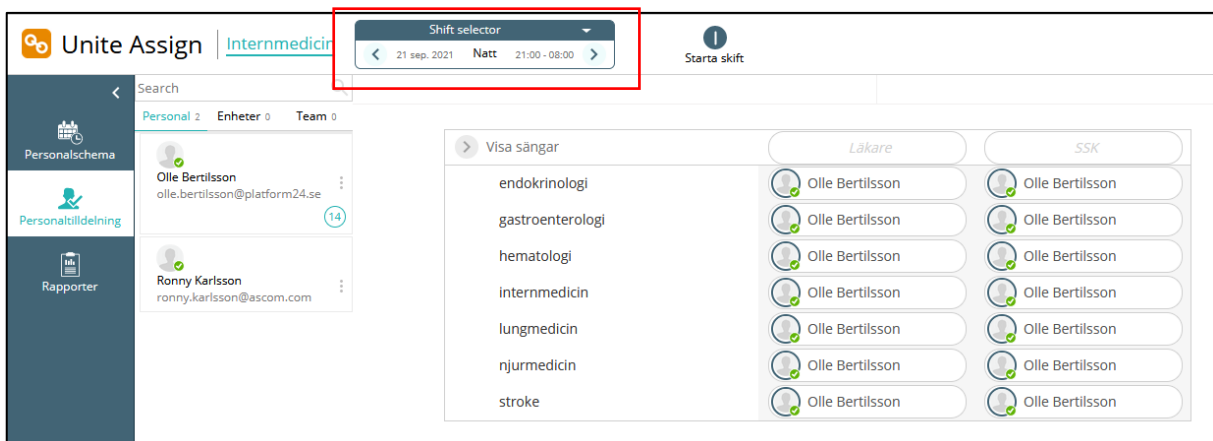 Unite Assign
Internmedicin
Shift selector
21 sep. 2021 Natt 21:00 - 08:00
Starta skift
Search
Personal 2 Enheter 0 Team 0
Personalschema
Personaltilldelning
Rapporter
Olle Bertilsson
olle.bertilsson@platform24.se
14
Ronny Karlsson
ronny.karlsson@ascom.com
Visa sängar Läkare SSK
endokrinologi Olle Bertilsson Olle Bertilsson
gastroenterologi Olle Bertilsson Olle Bertilsson
hematologi Olle Bertilsson Olle Bertilsson
internmedicin Olle Bertilsson Olle Bertilsson
lungmedicin Olle Bertilsson Olle Bertilsson
njurmedicin Olle Bertilsson Olle Bertilsson
stroke Olle Bertilsson Olle Bertilsson